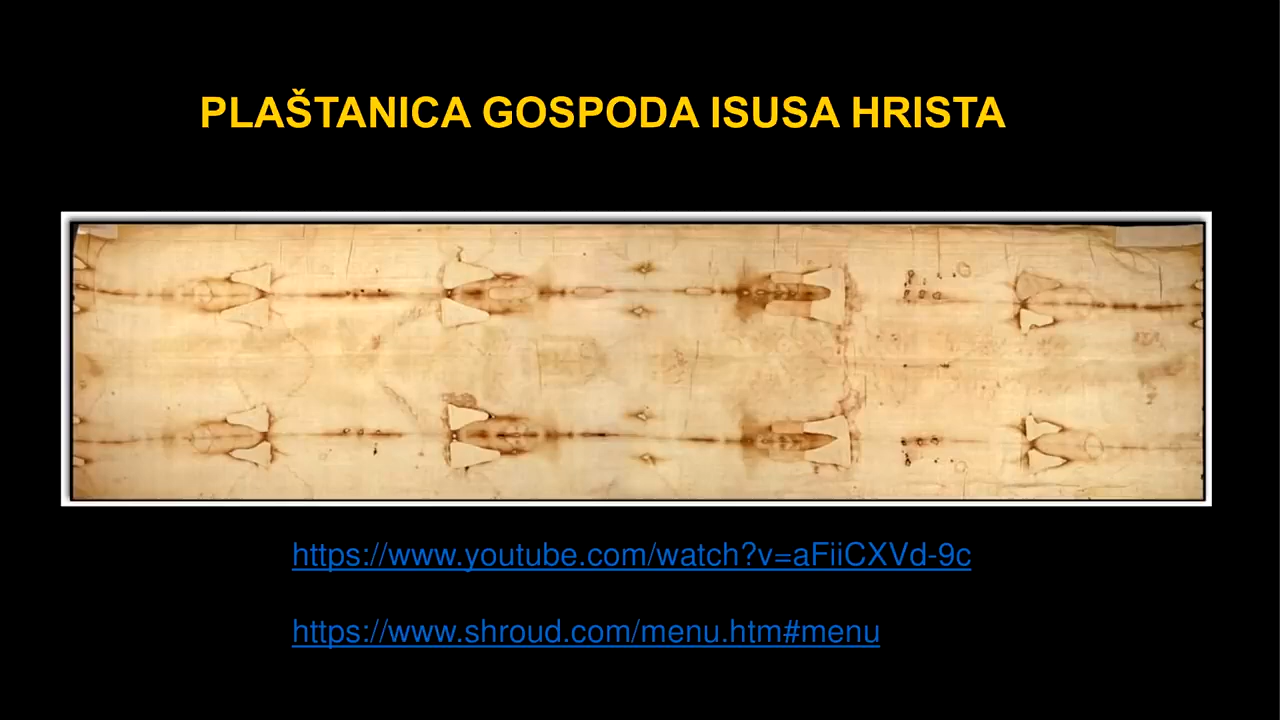 PLAŠTANICA GOSPODA ISUSA HRISTA
https://www.youtube.com/watch?v=aFiiCXVd-9c
https://www.shroud.com/menu.htm#menu